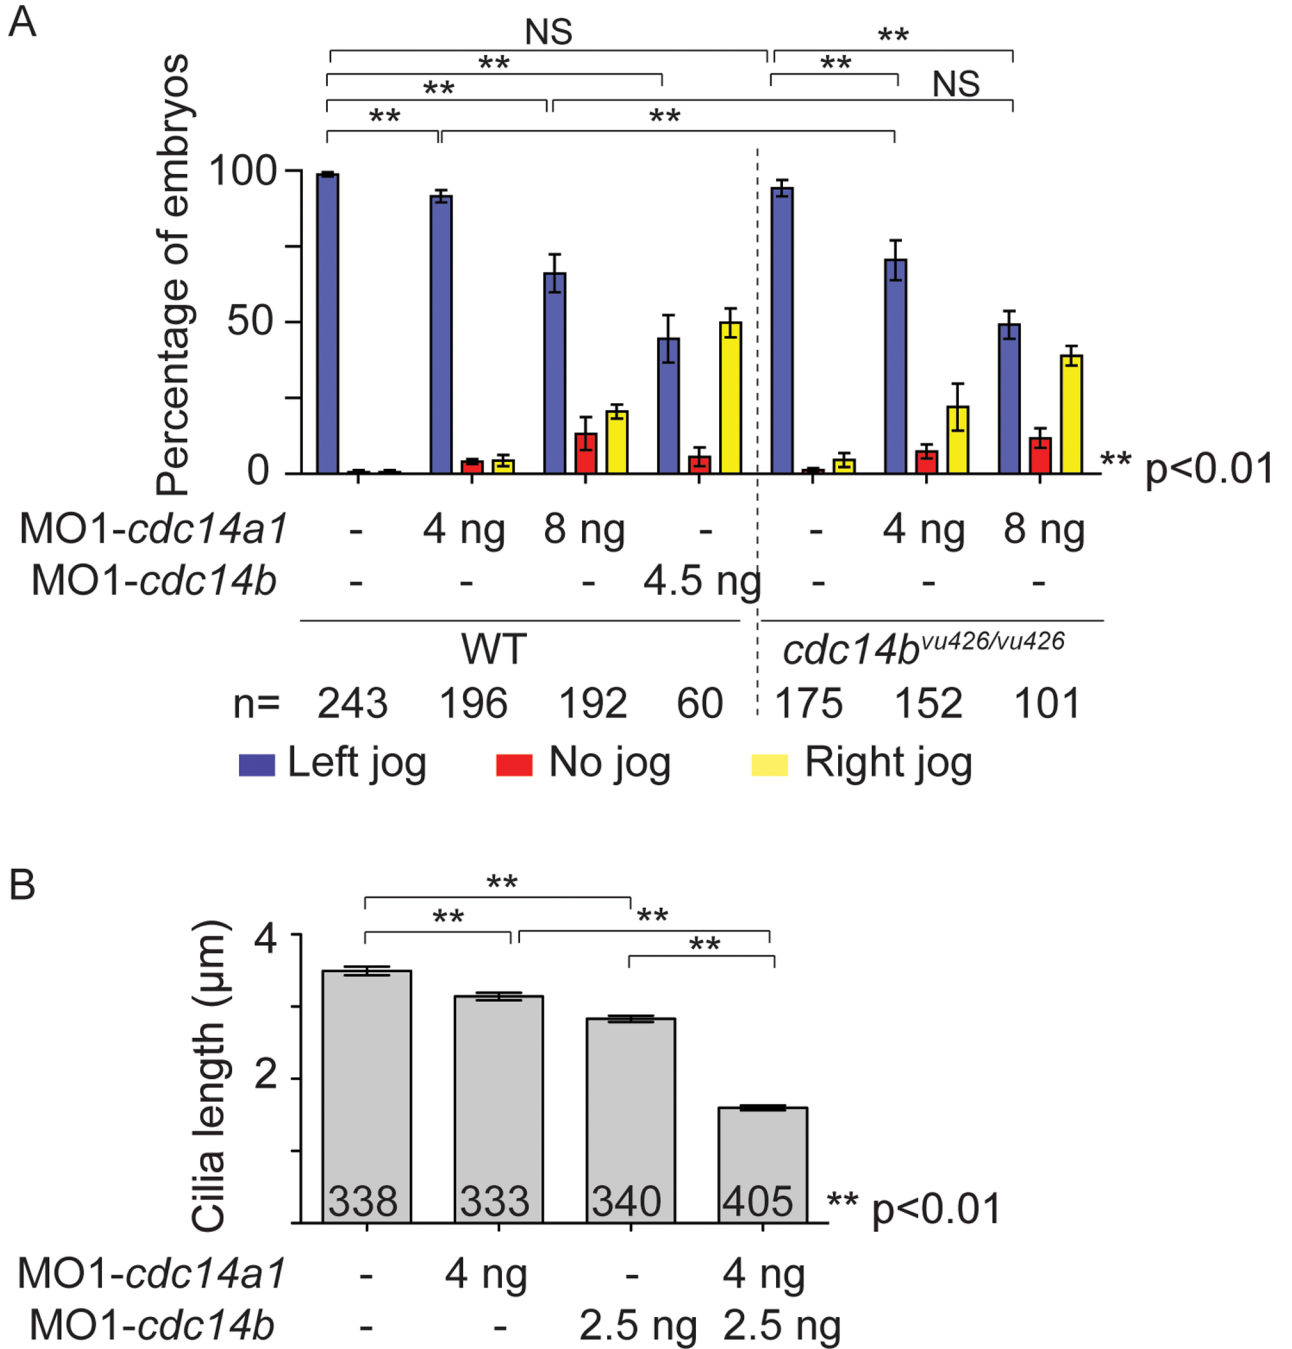 A
NS
**
**
**
**
NS
**
**
**
Percentage of embryos
100
50
0
** p<0.01
MO1-cdc14a1 - 4 ng 8 ng - - 4 ng 8 ng
MO1-cdc14b - - - 4.5 ng - - -
WT cdc14b^vu426/vu426
n= 243 196 192 60 175 152 101
Left jog No jog Right jog
B
**
**
**
**
Cilia length (μm)
4
2
338 333 340 405
** p<0.01
MO1-cdc14a1 - 4 ng - 4 ng
MO1-cdc14b - - 2.5 ng 2.5 ng